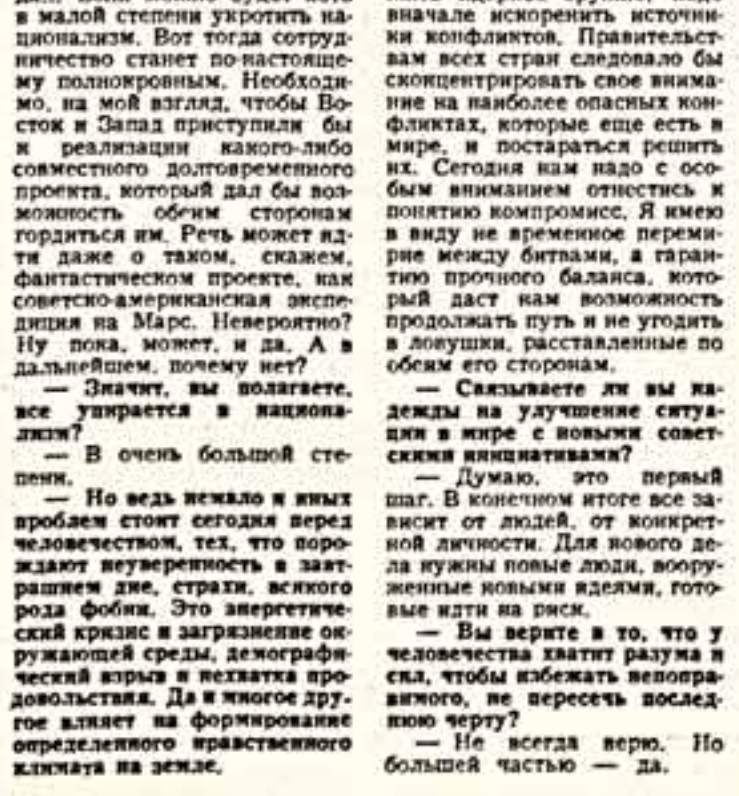 в малой степени укротить на-
ционализм. Вот тогда сотруд-
ничество станет по-настояще-
му полнокровным. Необходи-
мо, на мой взгляд, чтобы Во-
сток и Запад приступили бы
к реализации какого-либо
совместного долговременного
проекта, который дал бы воз-
можность обеим сторонам
гордиться им. Речь может ид-
ти даже о таком, скажем,
фантастическом проекте, как
советско-американская экспе-
диция на Марс. Невероятно?
Ну пока, может, и да. А в
дальнейшем, почему нет?
— Значит, вы полагаете,
все упирается в национа-
лизм?
— В очень большой сте-
пени.
— Но ведь немало и иных
проблем стоит сегодня перед
человечеством, тех, что поро-
ждают неуверенность в завт-
рашнем дне, страхи, всякого
рода фобии. Это энергетиче-
ский кризис и загрязнение ок-
ружающей среды, демографи-
ческий взрыв и нехватка про-
довольствия. Да и многое дру-
гое влияет на формирование
определенного нравственного
климата на земле.
вначале искоренить источни-
ки конфликтов. Правительст-
вам всех стран следовало бы
сконцентрировать свое внима-
ние на наиболее опасных кон-
фликтах, которые еще есть в
мире, и постараться решить
их. Сегодня нам надо с осо-
бым вниманием отнестись к
понятию компромисс. Я имею
в виду не временное переми-
рие между битвами, а гаран-
тию прочного баланса, кото-
рый даст нам возможность
продолжать путь и не угодить
в ловушки, расставленные по
обеим его сторонам.
— Связываете ли вы на-
дежды на улучшение ситуа-
ции в мире с новыми совет-
скими инициативами?
— Думаю, это первый
шаг. В конечном итоге все за-
висит от людей, от конкрет-
ной личности. Для нового де-
ла нужны новые люди, воору-
женные новыми идеями, гото-
вые идти на риск.
— Вы верите в то, что у
человечества хватит разума и
сил, чтобы избежать непопра-
вимого, не пересечь послед-
нюю черту?
— Не всегда верю. Но
большей частью — да.